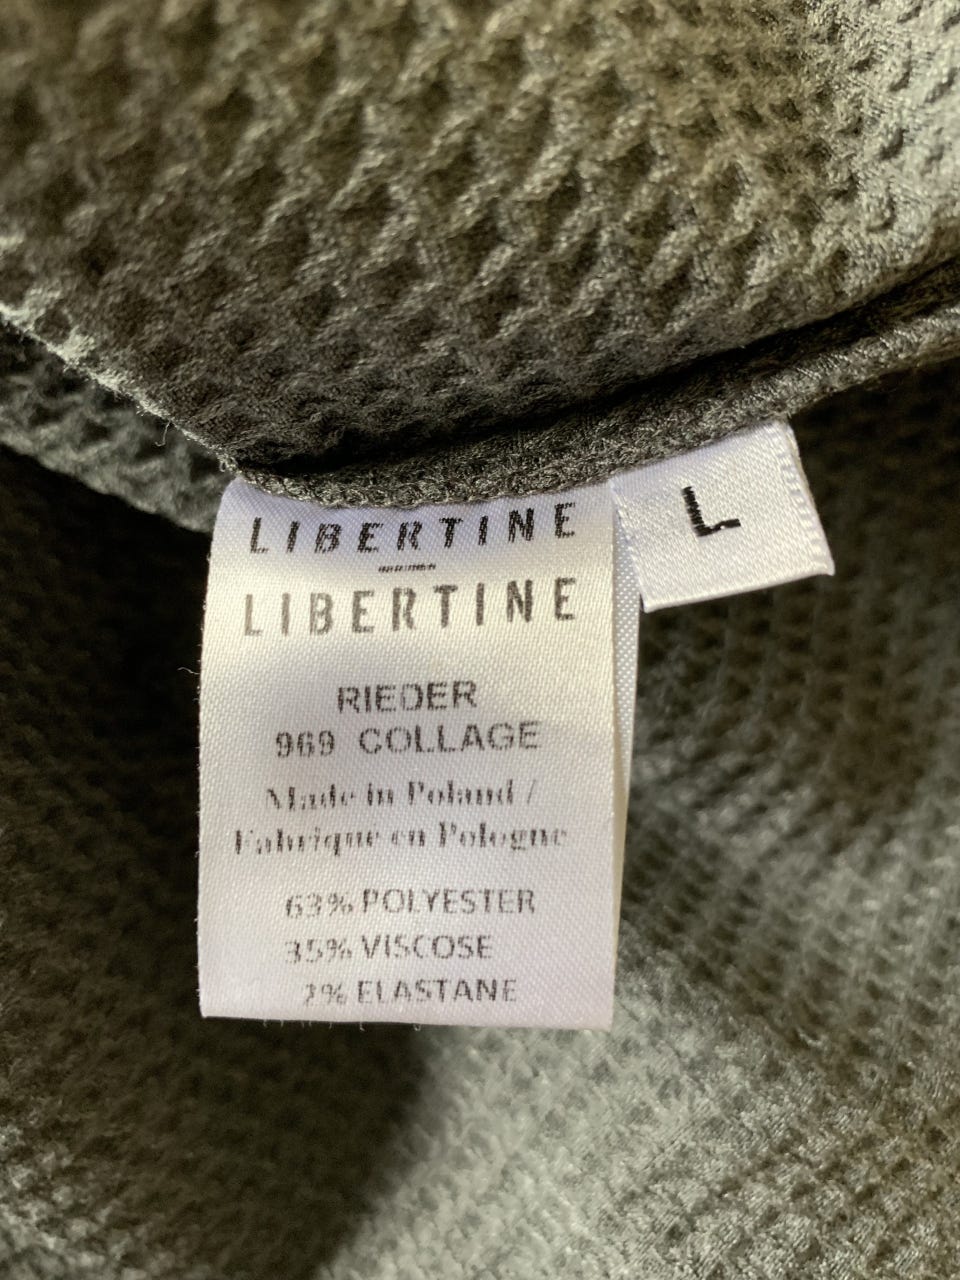 LIBERTINE
LIBERTINE
L
RIEDER
969 COLLAGE
Made in Poland /
Fabrique en Pologne
63% POLYESTER
35% VISCOSE
2% ELASTANE